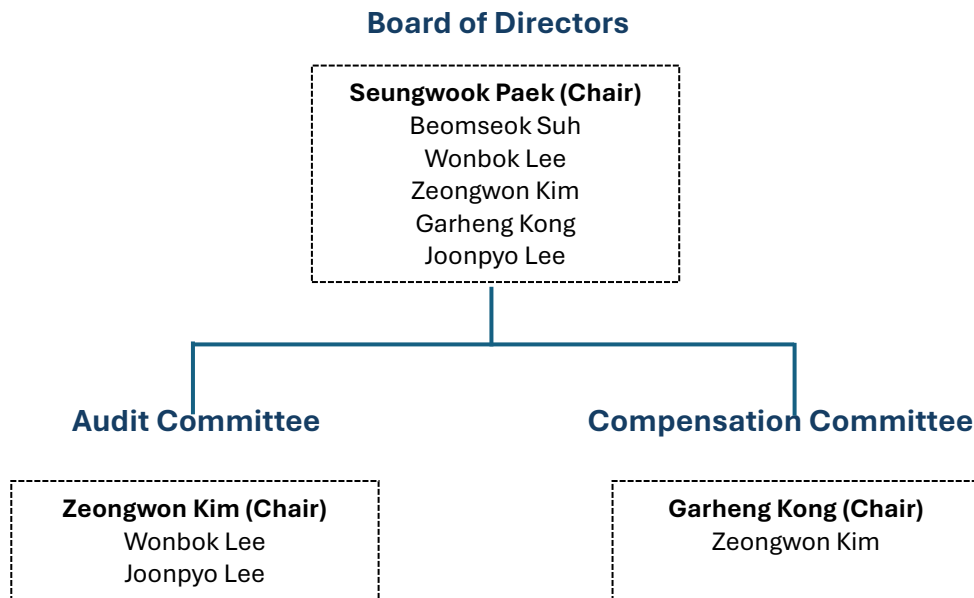 Board of Directors
Seungwook Paek (Chair)
Beomseok Suh
Wonbok Lee
Zeongwon Kim
Garheng Kong
Joonpyo Lee
Audit Committee
Compensation Committee
Zeongwon Kim (Chair)
Wonbok Lee
Joonpyo Lee
Garheng Kong (Chair)
Zeongwon Kim